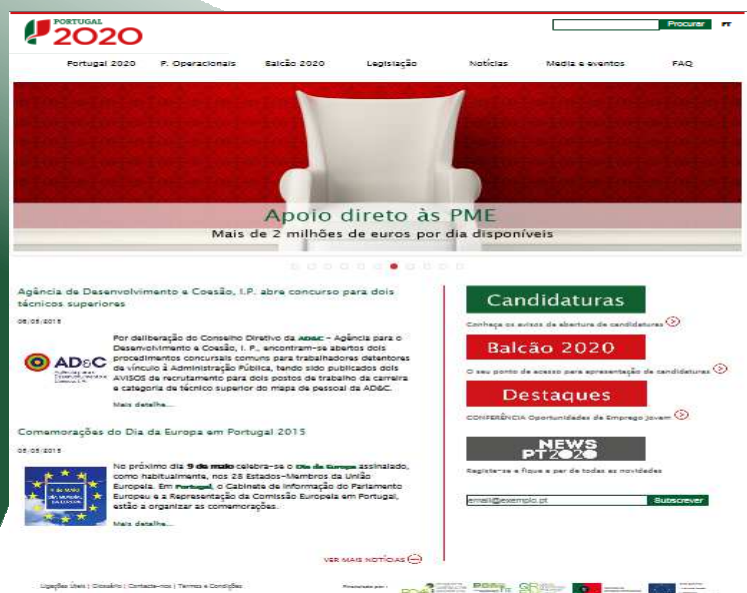 PORTUGAL
2020
Procurar PT
Portugal 2020 P. Operacionais Balcão 2020 Legislação Notícias Media e eventos FAQ
Apoio direto às PME
Mais de 2 milhões de euros por dia disponíveis
Agência de Desenvolvimento e Coesão, I.P. abre concurso para dois
técnicos superiores
AD&C
Por deliberação do Conselho Diretivo da AD&C – Agência para o
Desenvolvimento e Coesão, I. P., encontram-se abertos dois
procedimentos concursais comuns para trabalhadores detentores
de vínculo à Administração Pública, tendo sido publicados dois
AVISOS de recrutamento para dois postos de trabalho da carreira
e categoria de técnico superior do mapa de pessoal da AD&C.
Mais detalhe...
Comemorações do Dia da Europa em Portugal 2015
9 DE MAIO
No próximo dia 9 de maio celebra-se o Dia da Europa assinalado,
como habitualmente, nos 28 Estados-Membros da União
Europeia. Em Portugal, o Gabinete de Informação do Parlamento
Europeu e a Representação da Comissão Europeia em Portugal,
estão a organizar as comemorações.
Mais detalhe...
VER MAIS NOTÍCIAS
Candidaturas
Conheça os avisos de abertura de candidaturas
Balcão 2020
O seu ponto de acesso para apresentação de candidaturas
Destaques
CONFERÊNCIA Oportunidades de Emprego Jovem
NEWS
PT2020
Registe-se e fique a par de todas as novidades
email@exemplo.pt Subscrever
Ligações Úteis | Glossário | Contacte-nos | Termos e Condições
Financiado por :